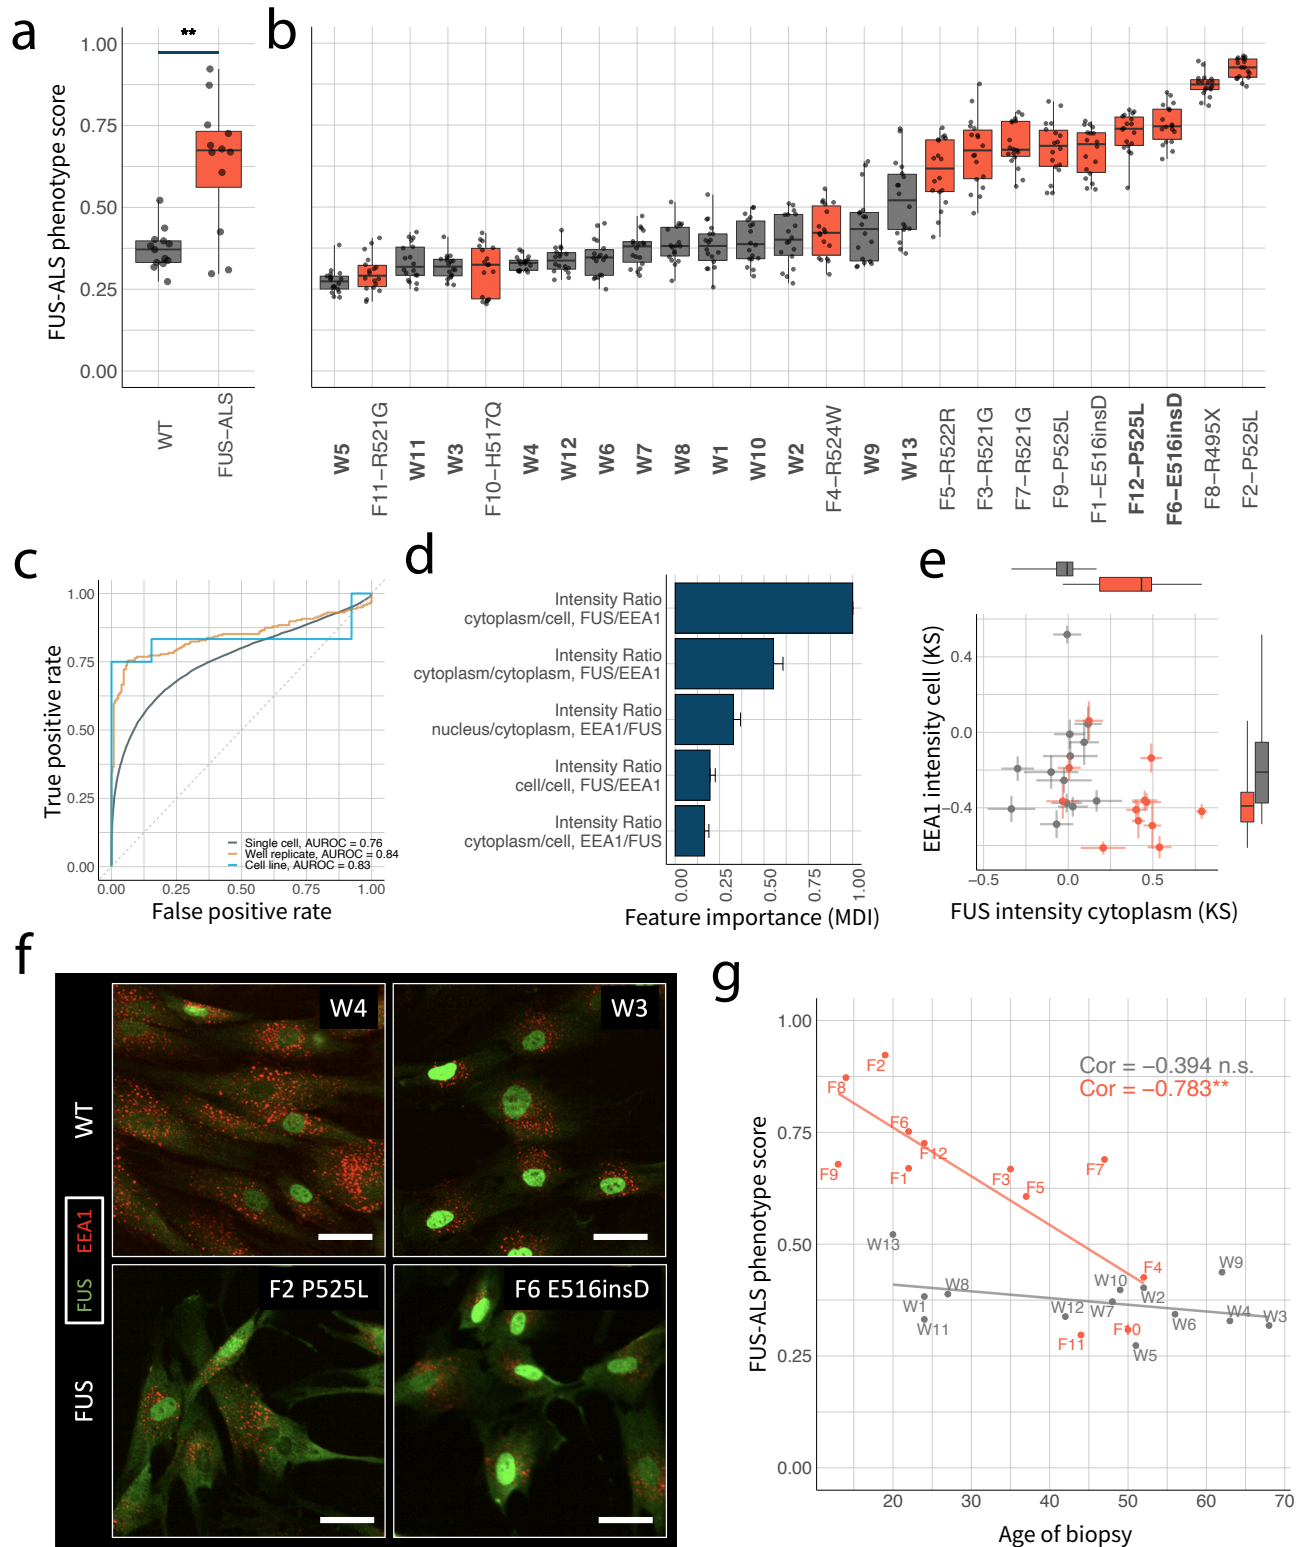 a
**
FUS-ALS phenotype score
1.00
0.75
0.50
0.25
0.00
WT
FUS−ALS
b
W5
F11−R521G
W11
W3
F10−H517Q
W4
W12
W6
W7
W8
W1
W10
W2
F4−R524W
W9
W13
F5−R522R
F3−R521G
F7−R521G
F9−P525L
F1−E516insD
F12−P525L
F6−E516insD
F8−R495X
F2−P525L
c
True positive rate
1.00
0.75
0.50
0.25
0.00
Single cell, AUROC = 0.76
Well replicate, AUROC = 0.84
Cell line, AUROC = 0.83
0.00
0.25
0.50
0.75
1.00
False positive rate
d
Intensity Ratio
cytoplasm/cell, FUS/EEA1
Intensity Ratio
cytoplasm/cytoplasm, FUS/EEA1
Intensity Ratio
nucleus/cytoplasm, EEA1/FUS
Intensity Ratio
cell/cell, FUS/EEA1
Intensity Ratio
cytoplasm/cell, EEA1/FUS
0.00
0.25
0.50
0.75
1.00
Feature importance (MDI)
e
EEA1 intensity cell (KS)
0.4
0.0
−0.4
−0.5
0.0
0.5
FUS intensity cytoplasm (KS)
f
WT
FUS
FUS EEA1
W4
W3
F2 P525L
F6 E516insD
g
FUS-ALS phenotype score
1.00
0.75
0.50
0.25
0.00
Cor = −0.394 n.s.
Cor = −0.783**
F2
F8
F6
F12
F9
F1
F3
F5
F7
W13
W9
F4
W10
W8
W2
W1
W12
W7
W4
W3
W11
W6
F10
F11
W5
20
30
40
50
60
70
Age of biopsy